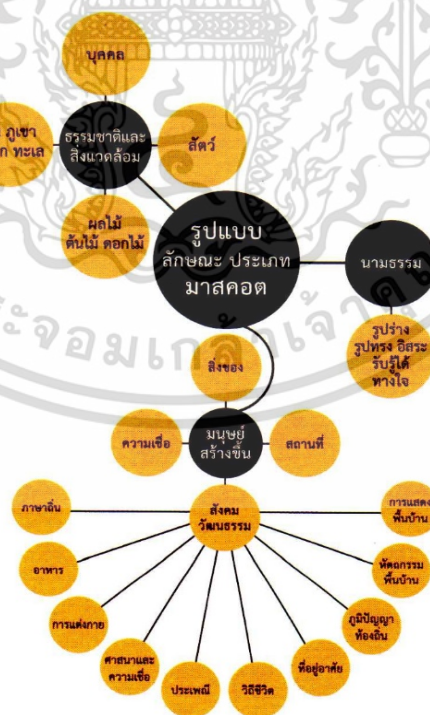 บุคคล
ภูเขา
ทะเล
ธรรมชาติและ
สิ่งแวดล้อม
สัตว์
ผลไม้
ต้นไม้ ดอกไม้
รูปแบบ
ลักษณะ ประเภท
มาสคอต
นามธรรม
รูปร่าง
รูปทรง อิสระ
รับรู้ได้
ทางใจ
สิ่งของ
ความเชื่อ
มนุษย์
สร้างขึ้น
สถานที่
สังคม
วัฒนธรรม
ภาษาถิ่น
อาหาร
การแต่งกาย
ศาสนาและ
ความเชื่อ
ประเพณี
วิถีชีวิต
ที่อยู่อาศัย
ภูมิปัญญา
ท้องถิ่น
หัตถกรรม
พื้นบ้าน
การแสดง
พื้นบ้าน